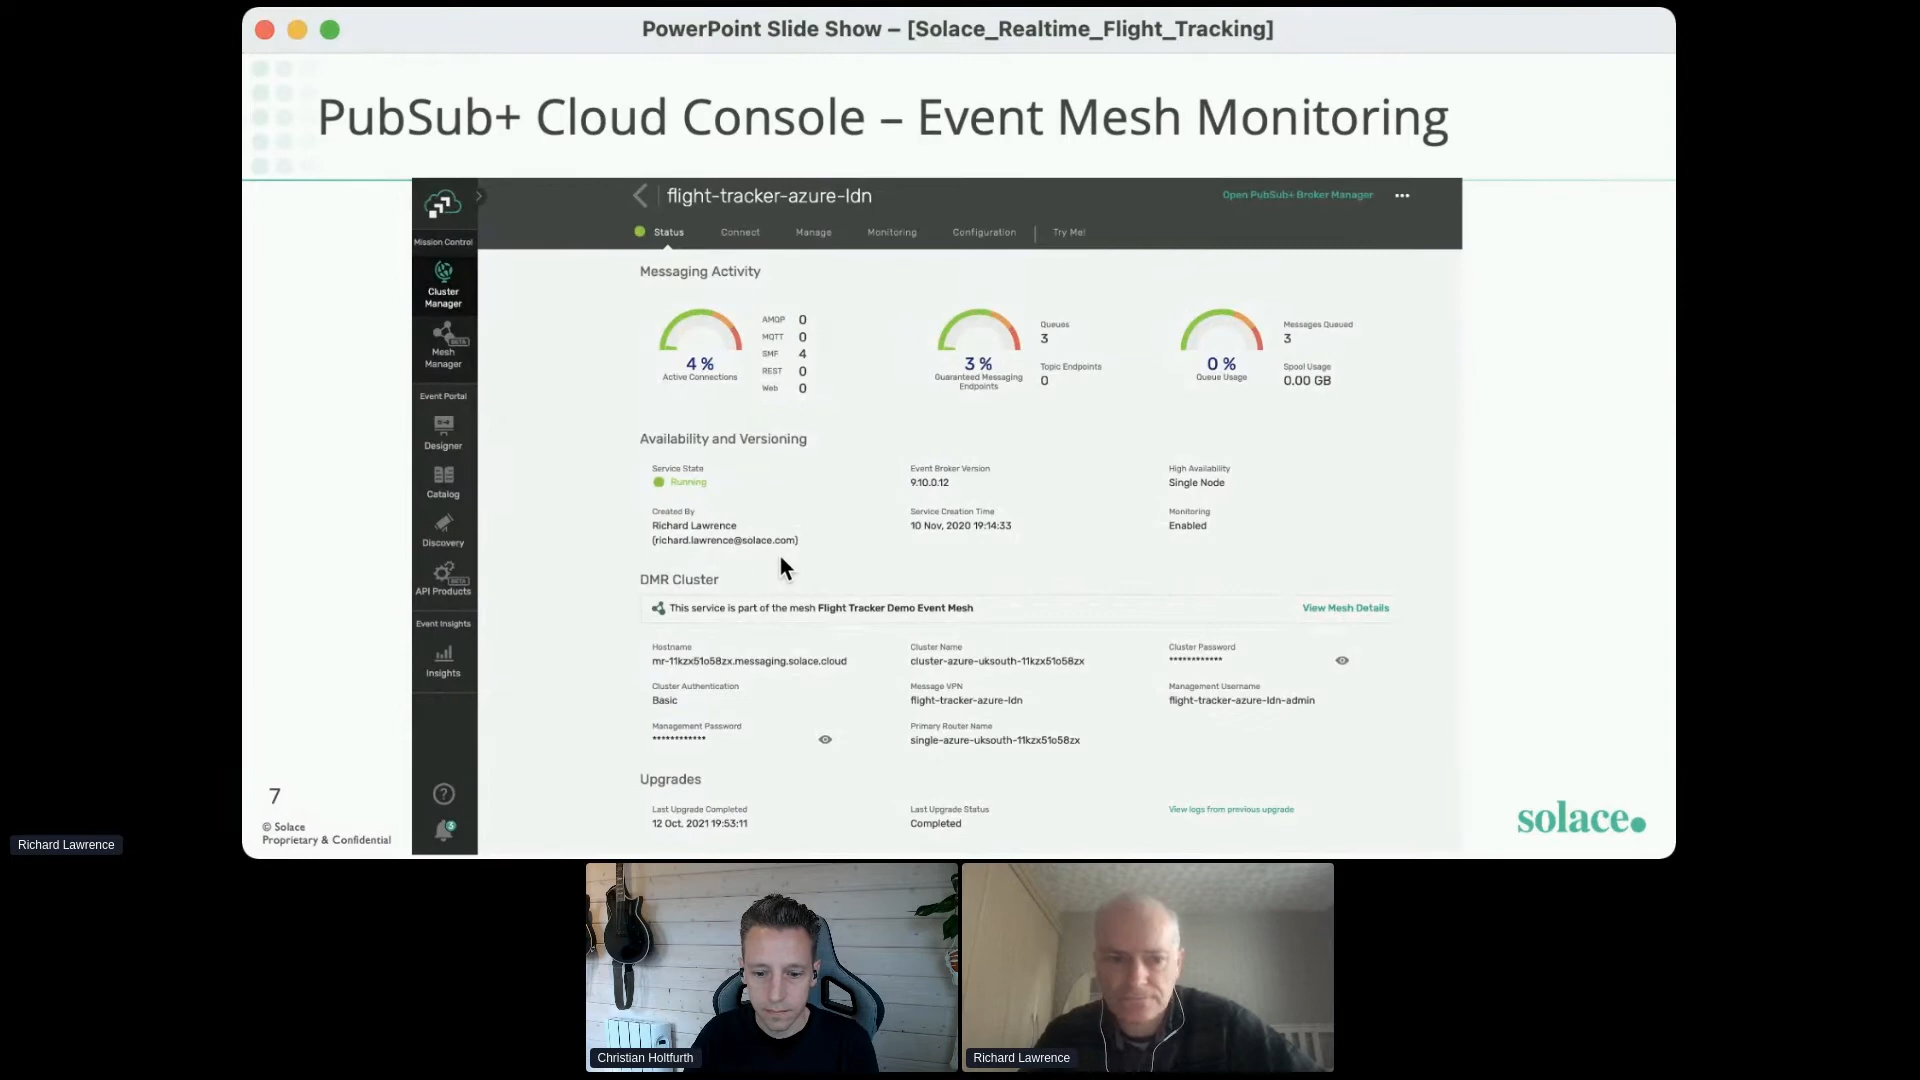 PowerPoint Slide Show – [Solace_Realtime_Flight_Tracking]
PubSub+ Cloud Console – Event Mesh Monitoring
flight-tracker-azure-ldn
Open PubSub+ Broker Manager
Status Connect Manage Monitoring Configuration Try Me!
Mission Control
Cluster
Manager
BETA
Mesh
Manager
Event Portal
Designer
Catalog
Discovery
BETA
API Products
Event Insights
Insights
?
3
Messaging Activity
4 %
Active Connections
AMQP 0
MQTT 0
SMF 4
REST 0
Web 0
3 %
Guaranteed Messaging
Endpoints
Queues
3
Topic Endpoints
0
0 %
Queue Usage
Messages Queued
3
Spool Usage
0.00 GB
Availability and Versioning
Service State
Running
Event Broker Version
9.10.0.12
High Availability
Single Node
Created By
Richard Lawrence
(richard.lawrence@solace.com)
Service Creation Time
10 Nov, 2020 19:14:33
Monitoring
Enabled
DMR Cluster
This service is part of the mesh Flight Tracker Demo Event Mesh
View Mesh Details
Hostname
mr-11kzx51o58zx.messaging.solace.cloud
Cluster Name
cluster-azure-uksouth-11kzx51o58zx
Cluster Password
************
Cluster Authentication
Basic
Message VPN
flight-tracker-azure-ldn
Management Username
flight-tracker-azure-ldn-admin
Management Password
************
Primary Router Name
single-azure-uksouth-11kzx51o58zx
Upgrades
Last Upgrade Completed
12 Oct, 2021 19:53:11
Last Upgrade Status
Completed
View logs from previous upgrade
7
© Solace
Proprietary & Confidential
solace.
Richard Lawrence
Christian Holtfurth
Richard Lawrence